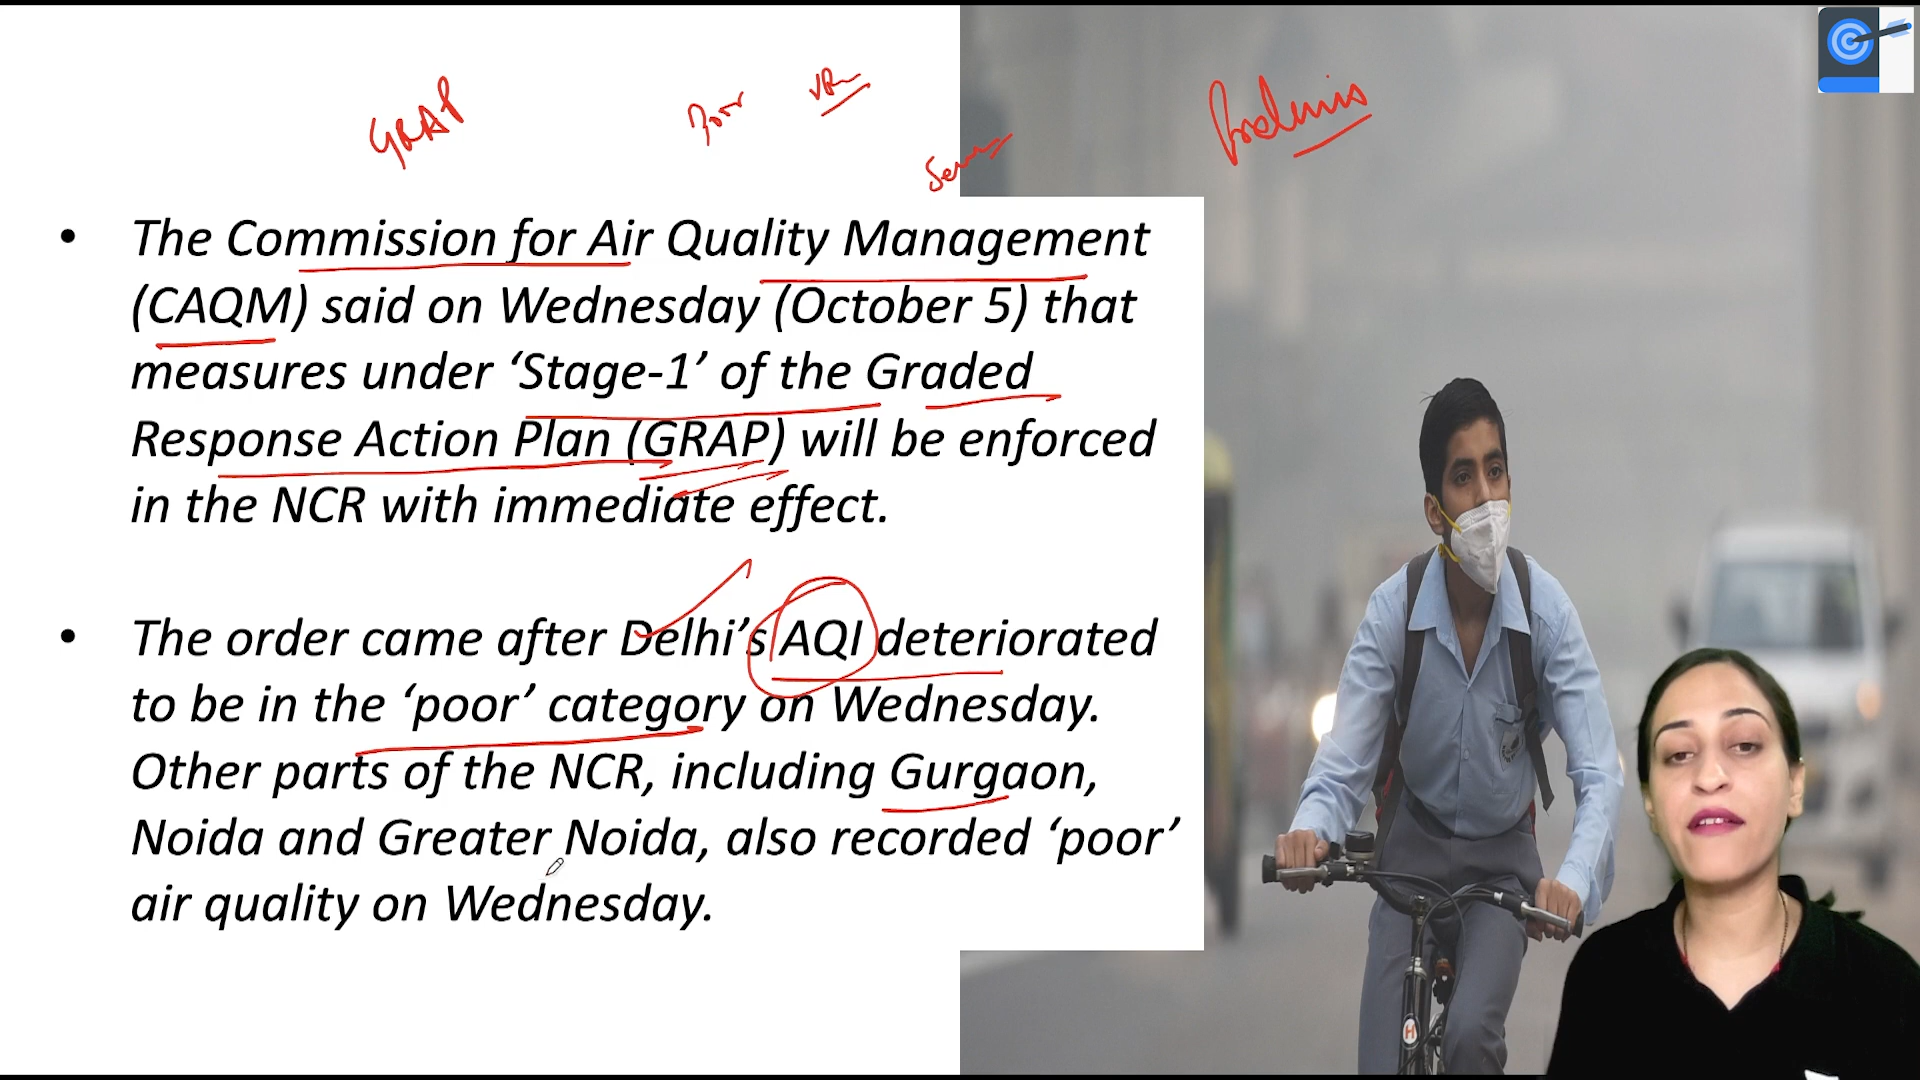 GRAP
Poor
VP
Prelims
• The Commission for Air Quality Management
(CAQM) said on Wednesday (October 5) that
measures under ‘Stage-1’ of the Graded
Response Action Plan (GRAP) will be enforced
in the NCR with immediate effect.
• The order came after Delhi’s AQI deteriorated
to be in the ‘poor’ category on Wednesday.
Other parts of the NCR, including Gurgaon,
Noida and Greater Noida, also recorded ‘poor’
air quality on Wednesday.